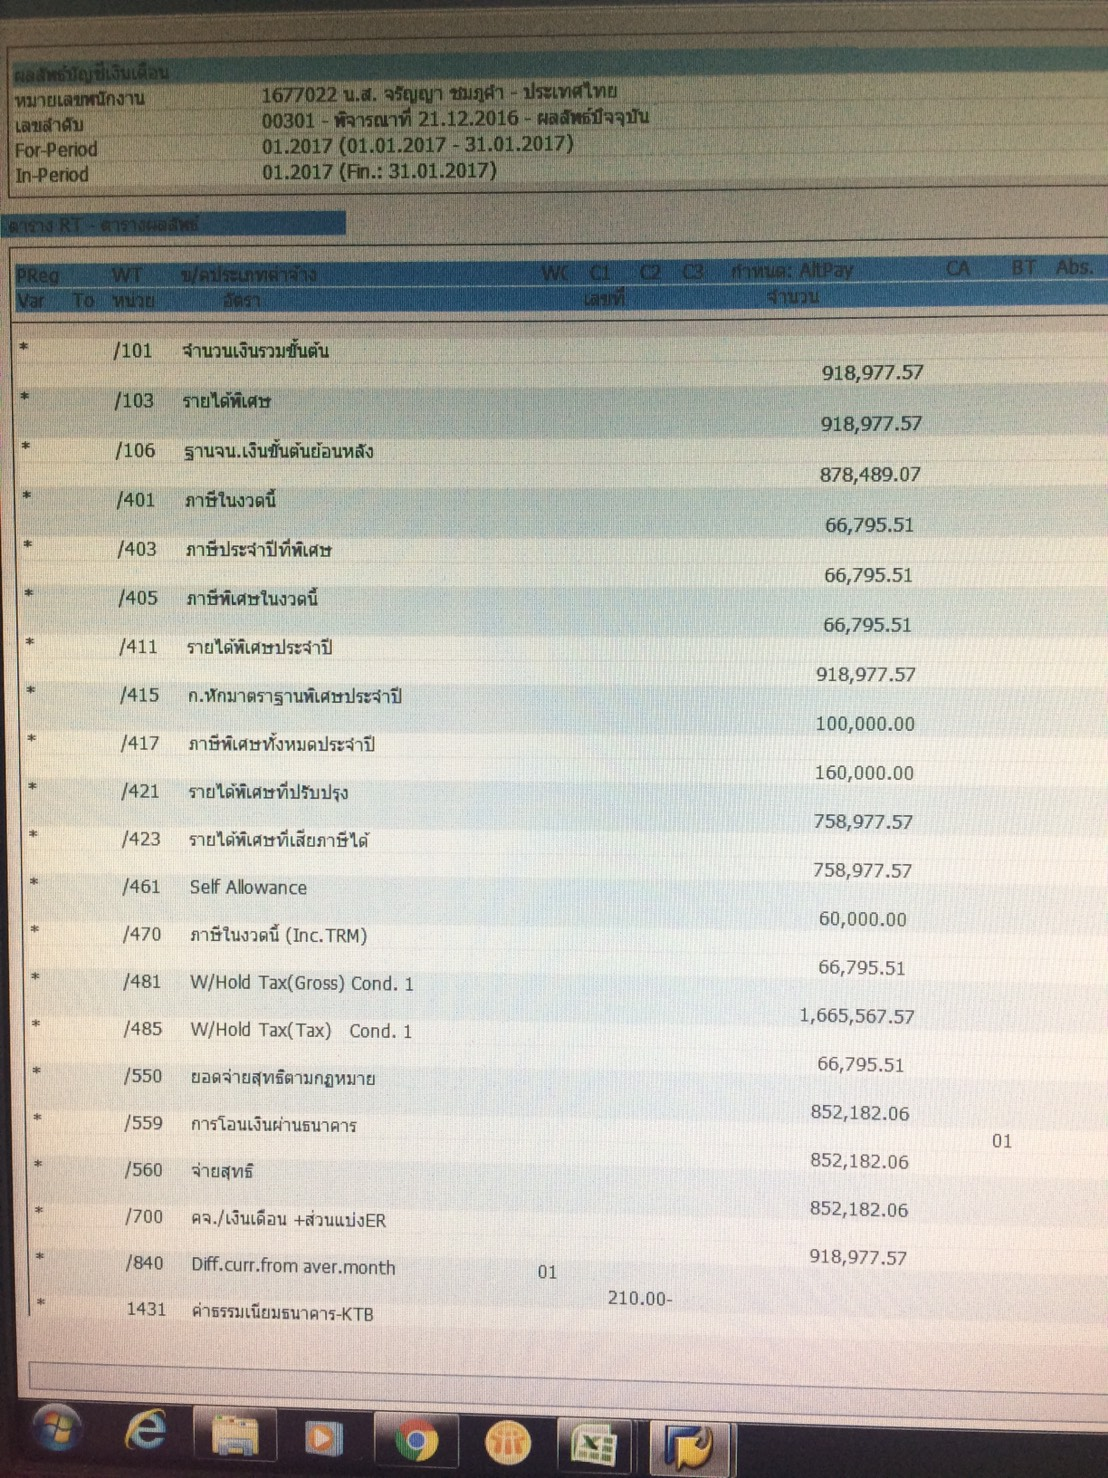 ผลลัพธ์บัญชีเงินเดือน
หมายเลขพนักงาน 1677022 น.ส. จรัญญา ชมภูคำ - ประเทศไทย
เลขลำดับ 00301 - พิจารณาที่ 21.12.2016 - ผลลัพธ์ปัจจุบัน
For-Period 01.2017 (01.01.2017 - 31.01.2017)
In-Period 01.2017 (Fin.: 31.01.2017)
ตาราง RT - ตารางผลลัพธ์
PReg WT ข/คประเภทค่าจ้าง WC C1 C2 C3 กำหนด: AltPay CA BT Abs.
Var To หน่วย อัตรา เลขที่ จำนวน
* /101 จำนวนเงินรวมขั้นต้น
918,977.57
* /103 รายได้พิเศษ
918,977.57
* /106 ฐานจน.เงินขั้นต้นย้อนหลัง
878,489.07
* /401 ภาษีในงวดนี้
66,795.51
* /403 ภาษีประจำปีที่พิเศษ
66,795.51
* /405 ภาษีพิเศษในงวดนี้
66,795.51
* /411 รายได้พิเศษประจำปี
918,977.57
* /415 ก.หักมาตราฐานพิเศษประจำปี
100,000.00
* /417 ภาษีพิเศษทั้งหมดประจำปี
160,000.00
* /421 รายได้พิเศษที่ปรับปรุง
758,977.57
* /423 รายได้พิเศษที่เสียภาษีได้
758,977.57
* /461 Self Allowance
60,000.00
* /470 ภาษีในงวดนี้ (Inc.TRM)
66,795.51
* /481 W/Hold Tax(Gross) Cond. 1
1,665,567.57
* /485 W/Hold Tax(Tax) Cond. 1
66,795.51
* /550 ยอดจ่ายสุทธิตามกฎหมาย
852,182.06
* /559 การโอนเงินผ่านธนาคาร 01
852,182.06
* /560 จ่ายสุทธิ
852,182.06
* /700 คจ./เงินเดือน +ส่วนแบ่งER
918,977.57
* /840 Diff.curr.from aver.month 01
210.00-
* 1431 ค่าธรรมเนียมธนาคาร-KTB